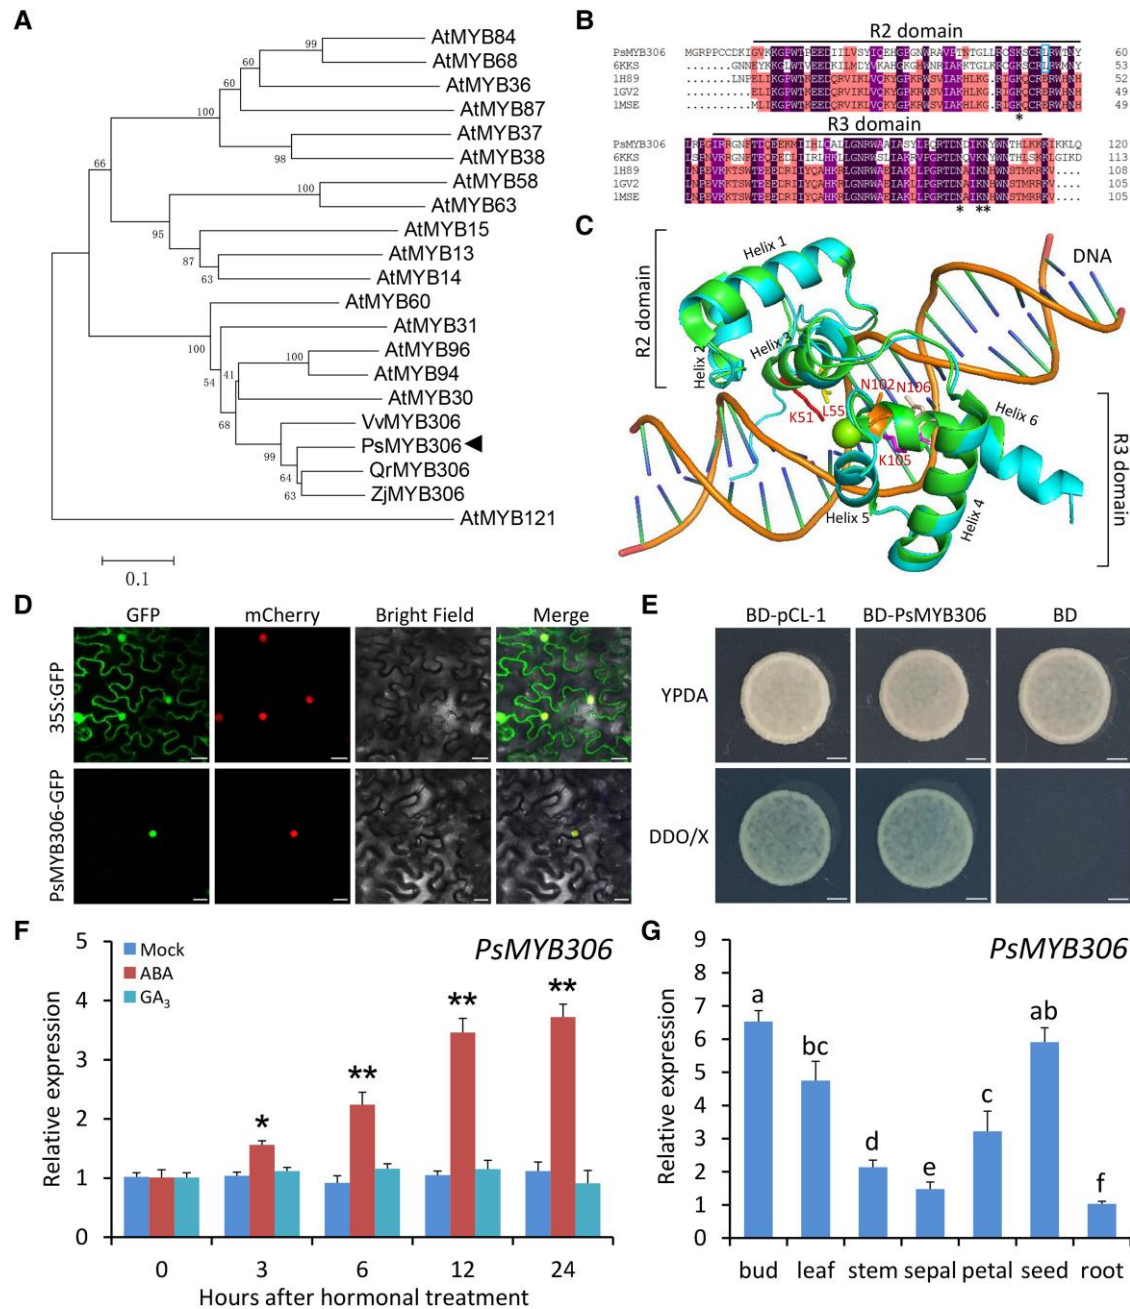 A
AtMYB84
AtMYB68
AtMYB36
AtMYB87
AtMYB37
AtMYB38
AtMYB58
AtMYB63
AtMYB15
AtMYB13
AtMYB14
AtMYB60
AtMYB31
AtMYB96
AtMYB94
AtMYB30
VvMYB306
PsMYB306
QrMYB306
ZjMYB306
AtMYB121
99
60
60
100
98
66
100
95
87
63
100
54
41
100
68
99
64
63
0.1
B
R2 domain
PsMYB306 60
6KKS 53
1H89 52
1GV2 49
1MSE 49
*
R3 domain
PsMYB306 120
6KKS 113
1H89 108
1GV2 105
1MSE 105
* **
C
R2 domain
Helix 1
Helix 2
Helix 3
DNA
K51
L55
N102
N106
K105
Helix 6
Helix 5
Helix 4
R3 domain
D
GFP mCherry Bright Field Merge
35S:GFP
PsMYB306-GFP
E
BD-pCL-1 BD-PsMYB306 BD
YPDA
DDO/X
F
PsMYB306
Mock
ABA
GA3
Relative expression
5
4
3
2
1
0
* ** ** **
0 3 6 12 24
Hours after hormonal treatment
G
PsMYB306
Relative expression
9
8
7
6
5
4
3
2
1
0
a bc d e c ab f
bud leaf stem sepal petal seed root